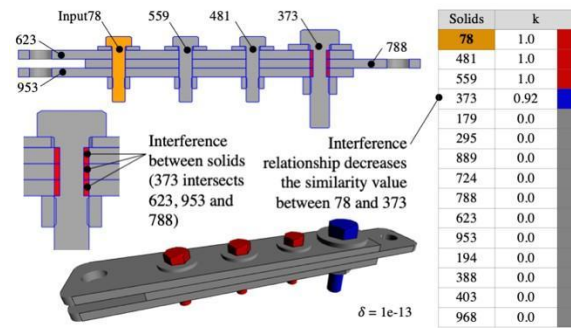 Input78
559
481
373
623
788
953
Interference
between solids
(373 intersects
623, 953 and
788)
Interference
relationship decreases
the similarity value
between 78 and 373
δ = 1e-13
Solids k
78 1.0
481 1.0
559 1.0
373 0.92
179 0.0
295 0.0
889 0.0
724 0.0
788 0.0
623 0.0
953 0.0
194 0.0
388 0.0
403 0.0
968 0.0